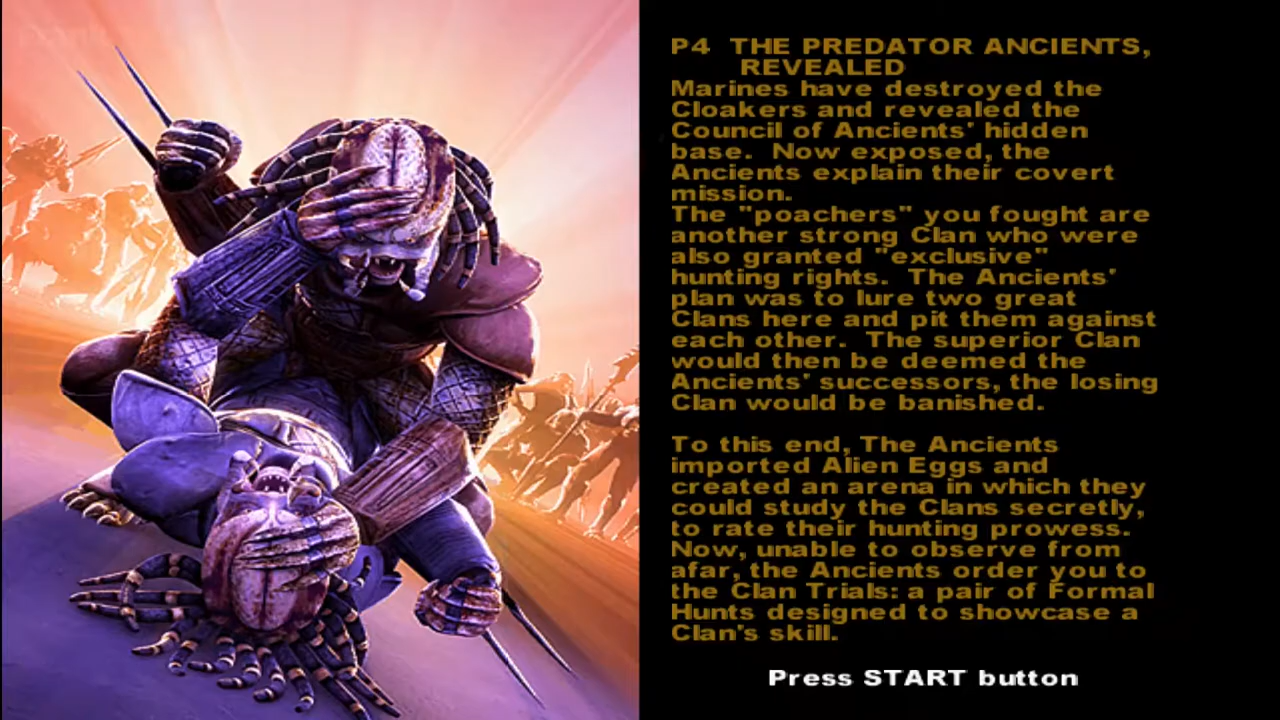 P4 THE PREDATOR ANCIENTS,
REVEALED
Marines have destroyed the
Cloakers and revealed the
Council of Ancients' hidden
base. Now exposed, the
Ancients explain their covert
mission.
The "poachers" you fought are
another strong Clan who were
also granted "exclusive"
hunting rights. The Ancients'
plan was to lure two great
Clans here and pit them against
each other. The superior Clan
would then be deemed the
Ancients' successors, the losing
Clan would be banished.
To this end, The Ancients
imported Alien Eggs and
created an arena in which they
could study the Clans secretly,
to rate their hunting prowess.
Now, unable to observe from
afar, the Ancients order you to
the Clan Trials: a pair of Formal
Hunts designed to showcase a
Clan's skill.
Press START button